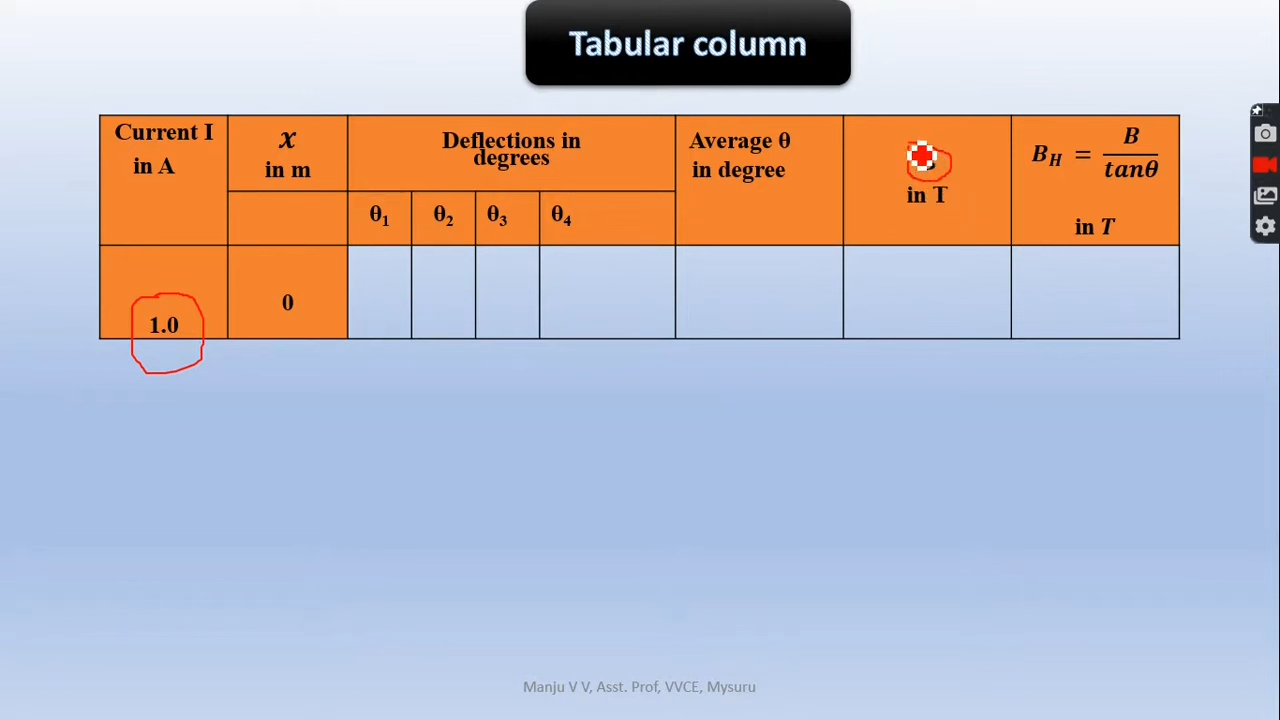 Tabular column
Current I
in A
x
in m
Deflections in
degrees
Average θ
in degree
in T
B_H = B / tanθ
in T
θ1
θ2
θ3
θ4
1.0
0
Manju V V, Asst. Prof, VVCE, Mysuru